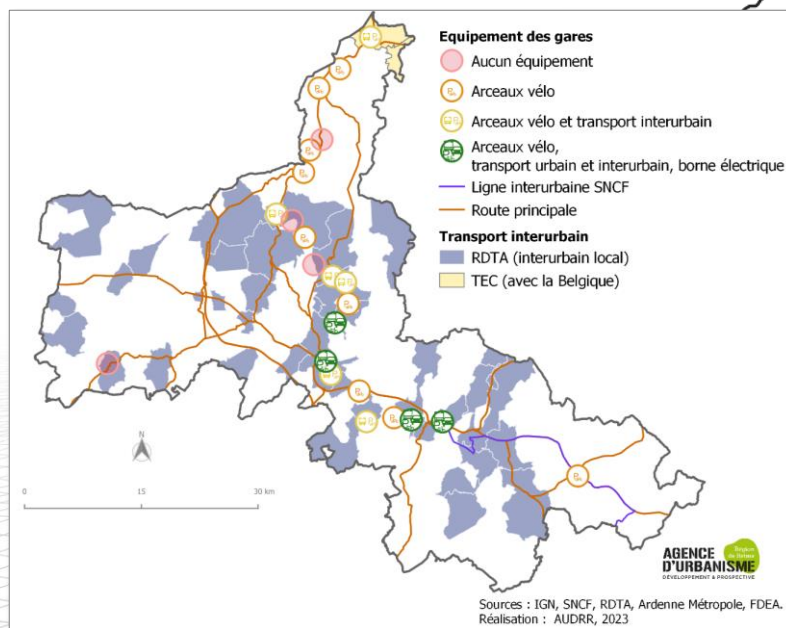 Equipement des gares
Aucun équipement
Arceaux vélo
Arceaux vélo et transport interurbain
Arceaux vélo,
transport urbain et interurbain, borne électrique
Ligne interurbaine SNCF
Route principale
Transport interurbain
RDTA (interurbain local)
TEC (avec la Belgique)
N
0 15 30 km
AGENCE
D'URBANISME
Région
de Reims
DÉVELOPPEMENT & PROSPECTIVE
Sources : IGN, SNCF, RDTA, Ardenne Métropole, FDEA.
Réalisation : AUDRR, 2023